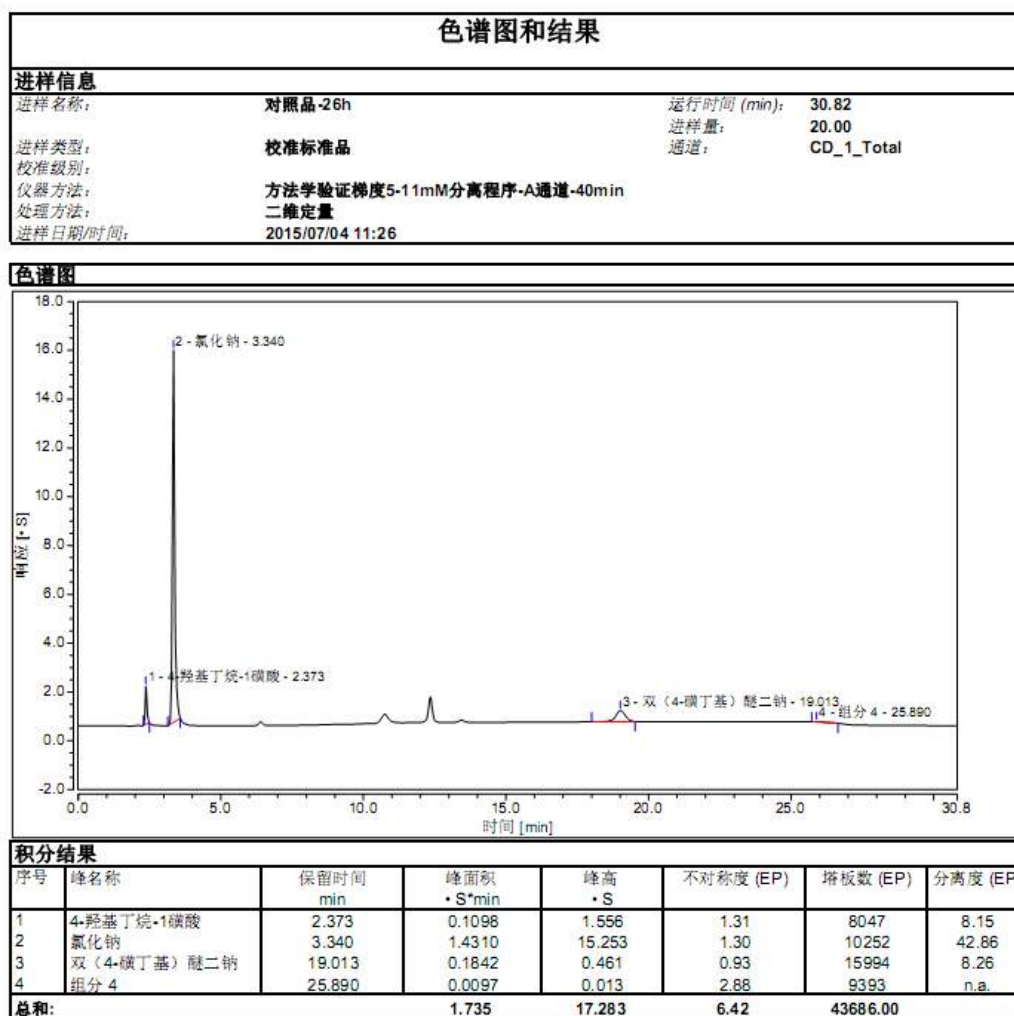 色谱图和结果
进样信息
进样名称： 对照品-26h 运行时间 (min)： 30.82
进样量： 20.00
进样类型： 校准标准品 通道： CD_1_Total
校准级别：
仪器方法： 方法学验证梯度5-11mM分离程序-A通道-40min
处理方法： 二维定量
进样日期/时间： 2015/07/04 11:26
色谱图
18.0
16.0
14.0
12.0
10.0
8.0
6.0
4.0
2.0
0.0
-2.0
响应 [• S]
2 - 氯化钠 - 3.340
1 - 4-羟基丁烷-1磺酸 - 2.373
3 - 双（4-磺丁基）醚二钠 - 19.013
4 - 组分 4 - 25.890
0.0 5.0 10.0 15.0 20.0 25.0 30.8
时间 [min]
积分结果
序号 峰名称 保留时间 峰面积 峰高 不对称度 (EP) 塔板数 (EP) 分离度 (EP
min • S*min • S
1 4-羟基丁烷-1磺酸 2.373 0.1098 1.556 1.31 8047 8.15
2 氯化钠 3.340 1.4310 15.253 1.30 10252 42.86
3 双（4-磺丁基）醚二钠 19.013 0.1842 0.461 0.93 15994 8.26
4 组分 4 25.890 0.0097 0.013 2.88 9393 n.a.
总和: 1.735 17.283 6.42 43686.00